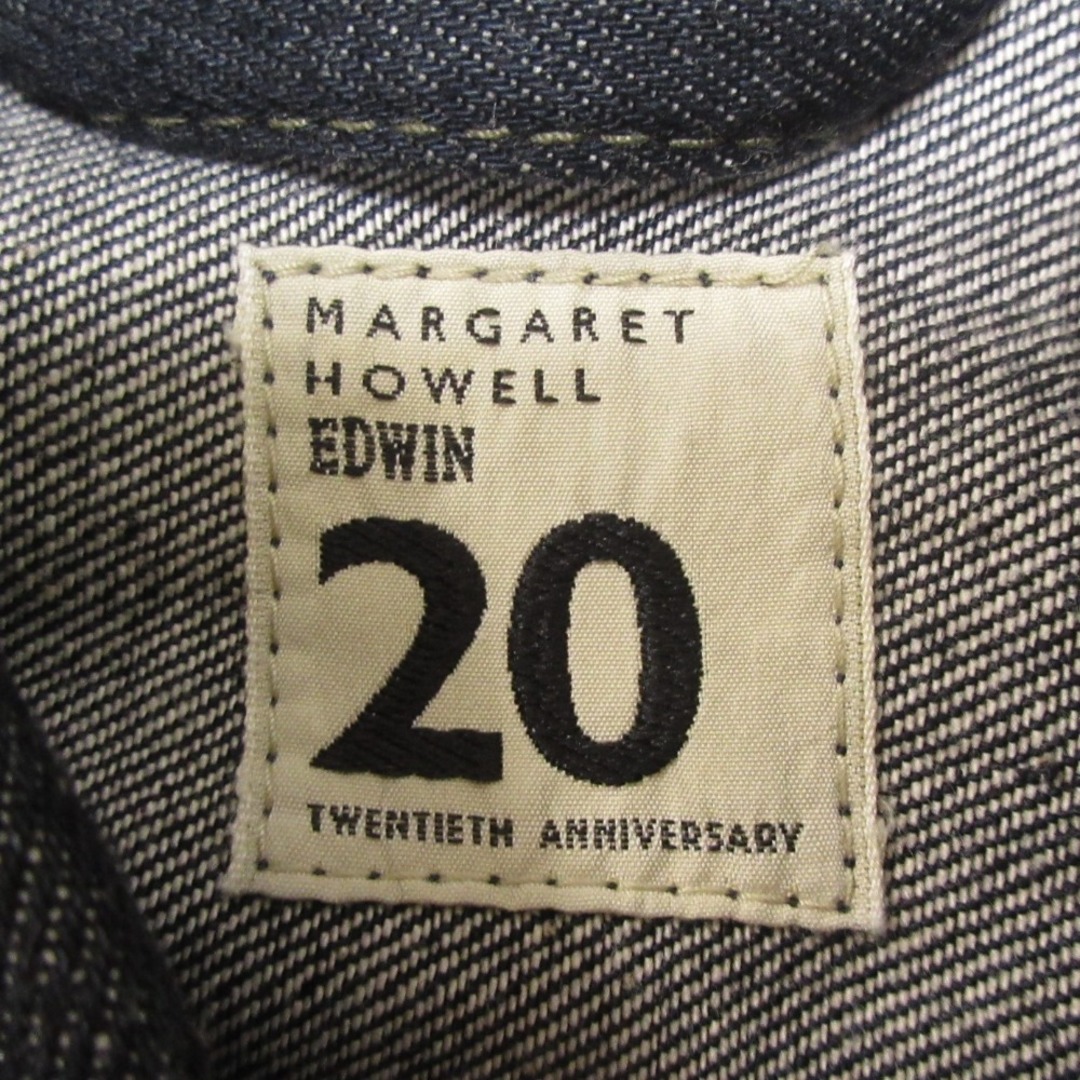 MARGARET
HOWELL
EDWIN
20
TWENTIETH ANNIVERSARY